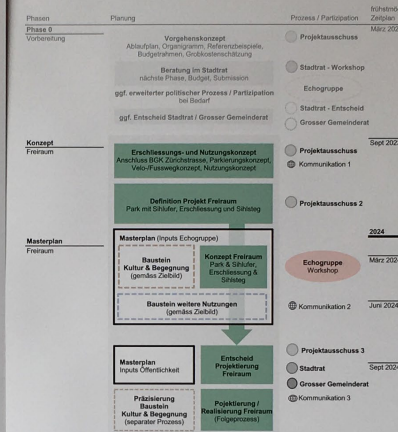 frühstmö
Phasen Planung Prozess / Partizipation Zeitplan
Phase 0
Vorbereitung
Vorgehenskonzept
Ablaufplan, Organigramm, Referenzbeispiele,
Budgetrahmen, Grobkostenschätzung
Projektausschuss
März 202
Beratung im Stadtrat
nächste Phase, Budget, Submission
Stadtrat - Workshop
ggf. erweiterter politischer Prozess / Partizipation
bei Bedarf
Echogruppe
Stadtrat - Entscheid
ggf. Entscheid Stadtrat / Grosser Gemeinderat
Grosser Gemeinderat
Konzept
Freiraum
Erschliessungs- und Nutzungskonzept
Anschluss BGK Zürichstrasse, Parkierungskonzept,
Velo-/Fusswegkonzept, Nutzungskonzept
Projektausschuss
Kommunikation 1
Sept 202
Definition Projekt Freiraum
Park mit Sihlufer, Erschliessung und Sihlsteg
Projektausschuss 2
2024
Masterplan
Freiraum
Masterplan (Inputs Echogruppe)
Baustein
Kultur & Begegnung
(gemäss Zielbild)
Konzept Freiraum
Park & Sihlufer,
Erschliessung &
Sihlsteg
Echogruppe
Workshop
März 202
Baustein weitere Nutzungen
(gemäss Zielbild)
Kommunikation 2
Juni 2024
Masterplan
Inputs Öffentlichkeit
Entscheid
Projektierung
Freiraum
Projektausschuss 3
Stadtrat
Sept 202
Grosser Gemeinderat
Kommunikation 3
Präzisierung
Baustein
Kultur & Begegnung
(separater Prozess)
Pojektierung /
Realisierung Freiraum
(Folgeprozess)